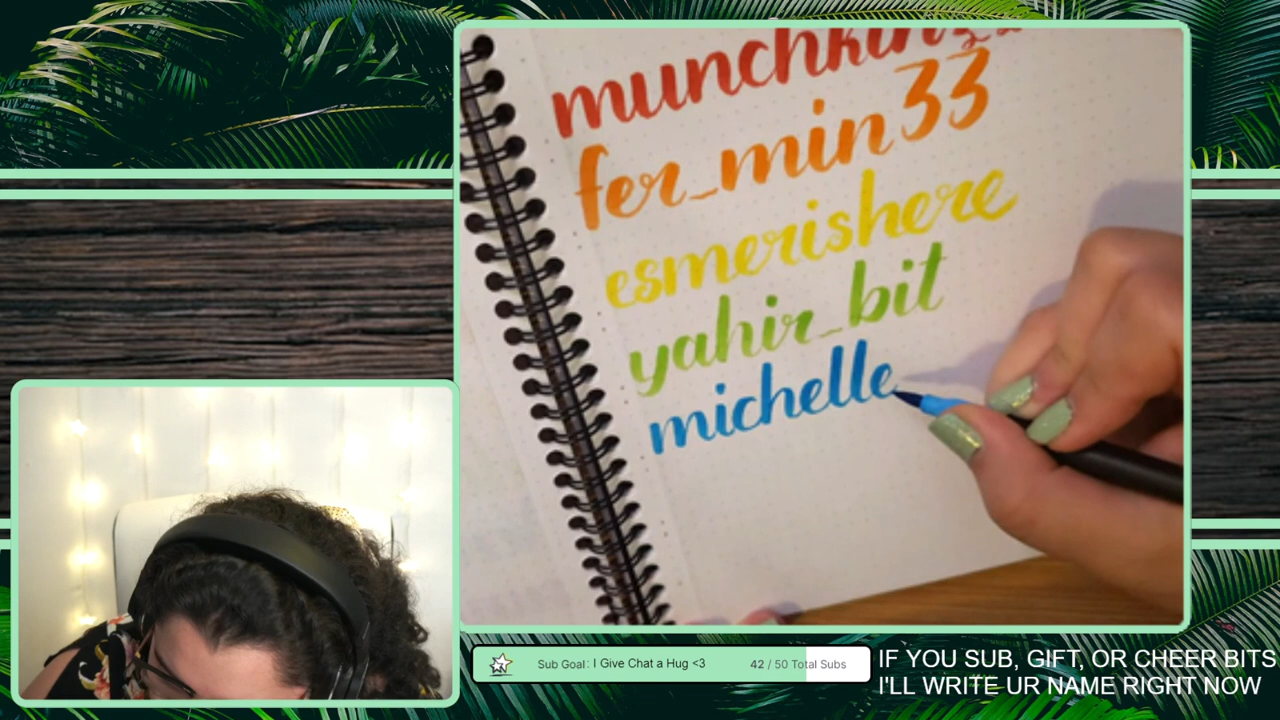 fer_min33
esmerishere
yahir_bit
michelle
Sub Goal: I Give Chat a Hug <3
42 / 50 Total Subs
IF YOU SUB, GIFT, OR CHEER BITS
I'LL WRITE UR NAME RIGHT NOW